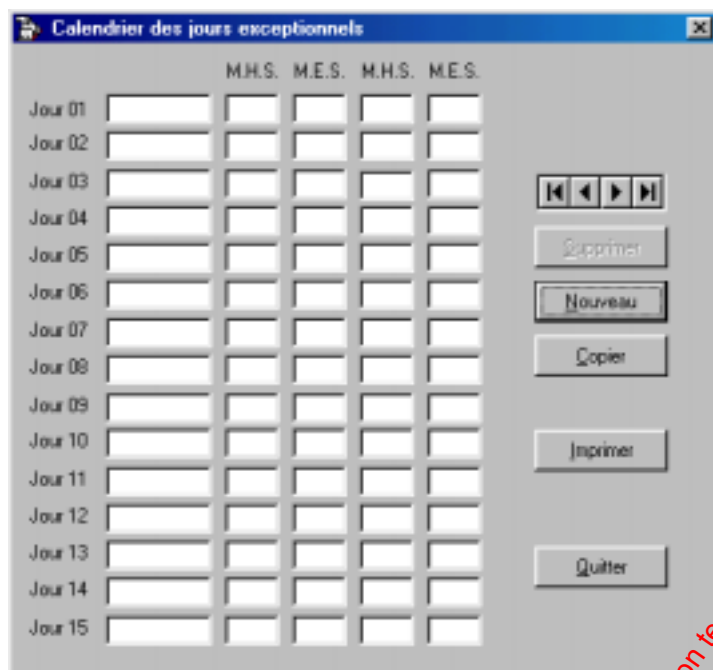 Calendrier des jours exceptionnels
M.H.S. M.E.S. M.H.S. M.E.S.
Jour 01
Jour 02
Jour 03
Jour 04
Jour 05
Jour 06
Jour 07
Jour 08
Jour 09
Jour 10
Jour 11
Jour 12
Jour 13
Jour 14
Jour 15
Supprimer
Nouveau
Copier
Imprimer
Quitter